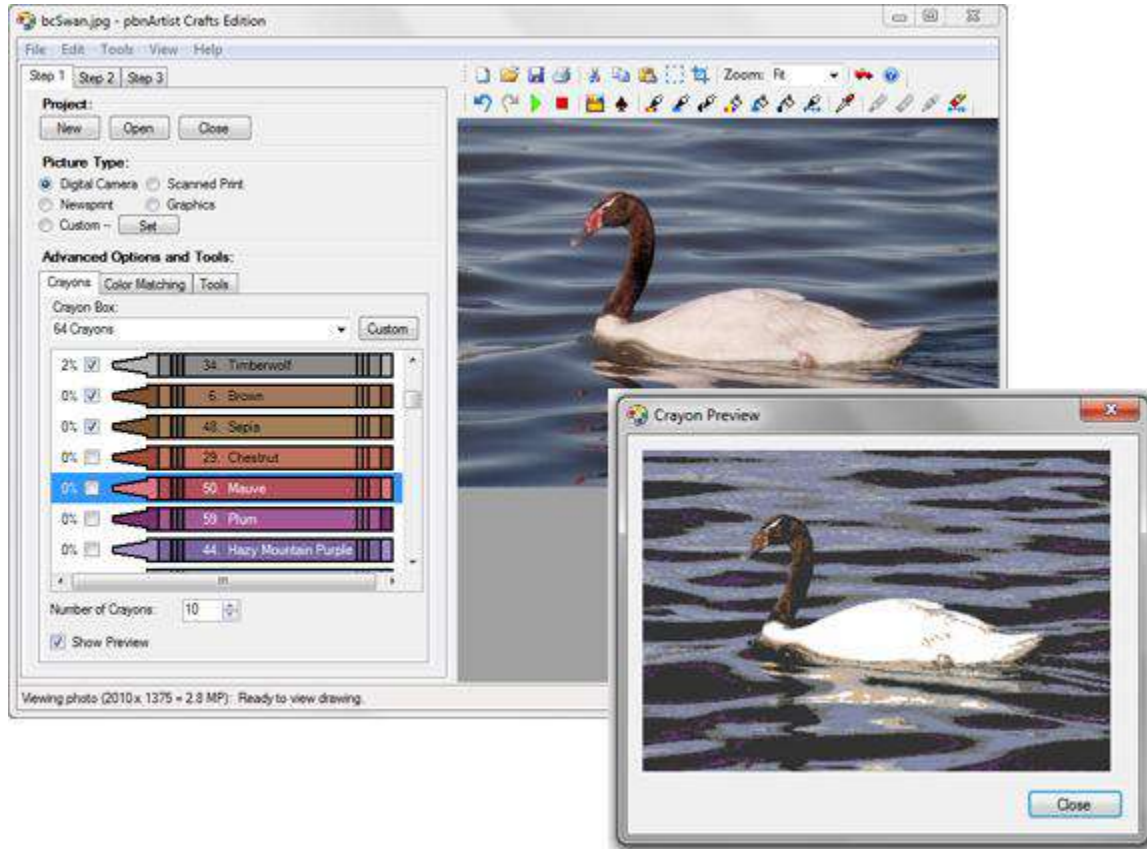 bcSwan.jpg - pbnArtist Crafts Edition
File Edit Tools View Help
Step 1 Step 2 Step 3
Zoom: Fit
Project:
New Open Close
Picture Type:
Digital Camera Scanned Print
Newsprint Graphics
Custom -- Set
Advanced Options and Tools:
Crayons Color Matching Tools
Crayon Box:
64 Crayons Custom
2% 34. Timberwolf
0% 6. Brown
0% 48. Sepia
0% 29. Chestnut
0% 50. Mauve
0% 59. Plum
0% 44. Hazy Mountain Purple
Number of Crayons: 10
Show Preview
Viewing photo (2010 x 1375 = 2.8 MP): Ready to view drawing.
Crayon Preview
Close